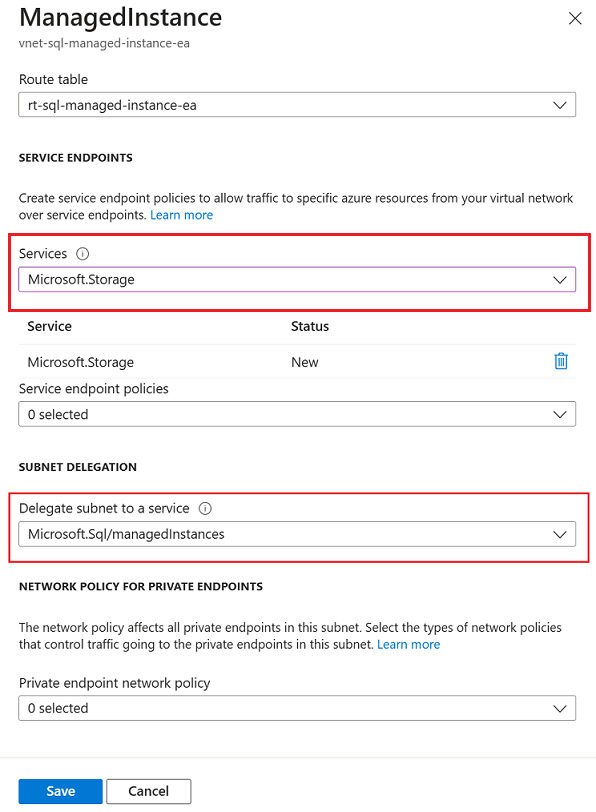 ManagedInstance
vnet-sql-managed-instance-ea
Route table
rt-sql-managed-instance-ea
SERVICE ENDPOINTS
Create service endpoint policies to allow traffic to specific azure resources from your virtual network
over service endpoints. Learn more
Services
Microsoft.Storage
Service Status
Microsoft.Storage New
Service endpoint policies
0 selected
SUBNET DELEGATION
Delegate subnet to a service
Microsoft.Sql/managedInstances
NETWORK POLICY FOR PRIVATE ENDPOINTS
The network policy affects all private endpoints in this subnet. Select the types of network policies
that control traffic going to the private endpoints in this subnet. Learn more
Private endpoint network policy
0 selected
Save Cancel